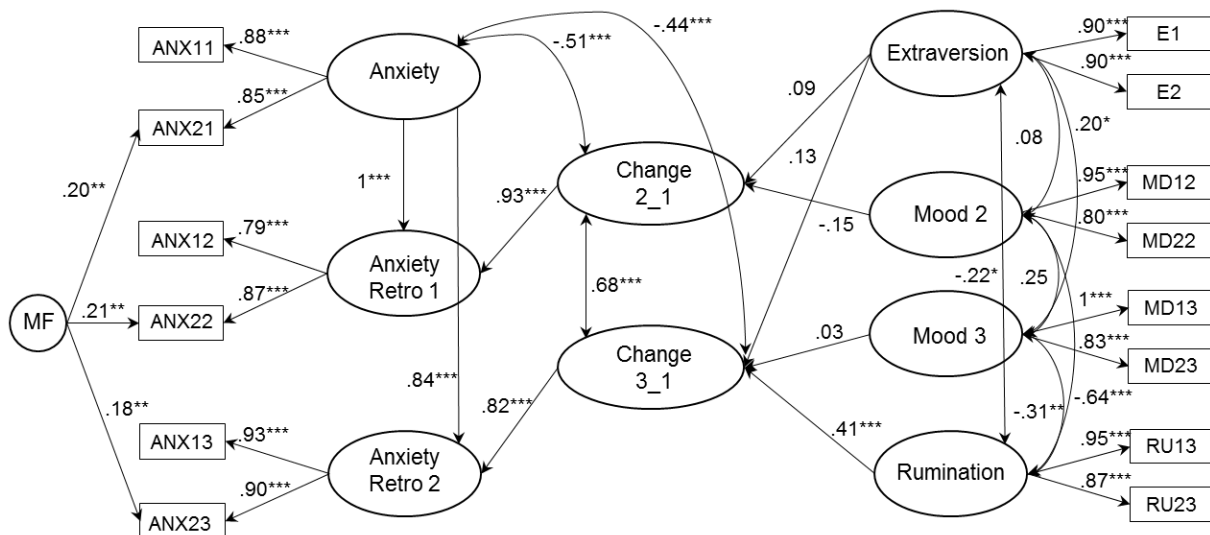 -.44***
.90***
E1
ANX11
.88***
-.51***
Anxiety
Extraversion
.90***
E2
.85***
.09
ANX21
.08
.20*
.13
Change
2_1
.95***
MD12
.20**
1***
.93***
Mood 2
.80***
MD22
-.15
ANX12
.79***
Anxiety
Retro 1
.68***
-.22*
.25
.87***
MF
.21**
ANX22
1***
MD13
.03
Mood 3
.83***
MD23
Change
3_1
.84***
.82***
-.64***
.18**
-.31**
.41***
ANX13
.93***
Anxiety
Retro 2
.95***
RU13
Rumination
.90***
.87***
RU23
ANX23